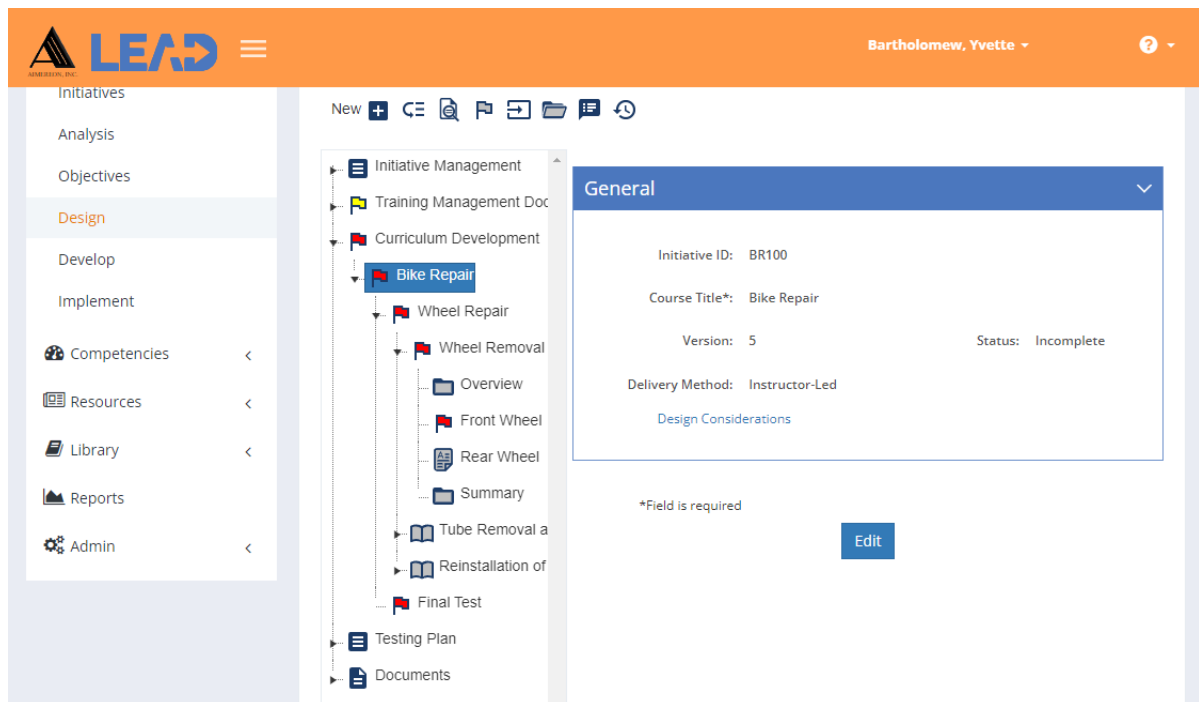 AIMEREON, INC.
LEAD
Bartholomew, Yvette
?
Initiatives
Analysis
Objectives
Design
Develop
Implement
Competencies
Resources
Library
Reports
Admin
New
Initiative Management
Training Management Doc
Curriculum Development
Bike Repair
Wheel Repair
Wheel Removal
Overview
Front Wheel
Rear Wheel
Summary
Tube Removal a
Reinstallation of
Final Test
Testing Plan
Documents
General
Initiative ID: BR100
Course Title*: Bike Repair
Version: 5 Status: Incomplete
Delivery Method: Instructor-Led
Design Considerations
*Field is required
Edit